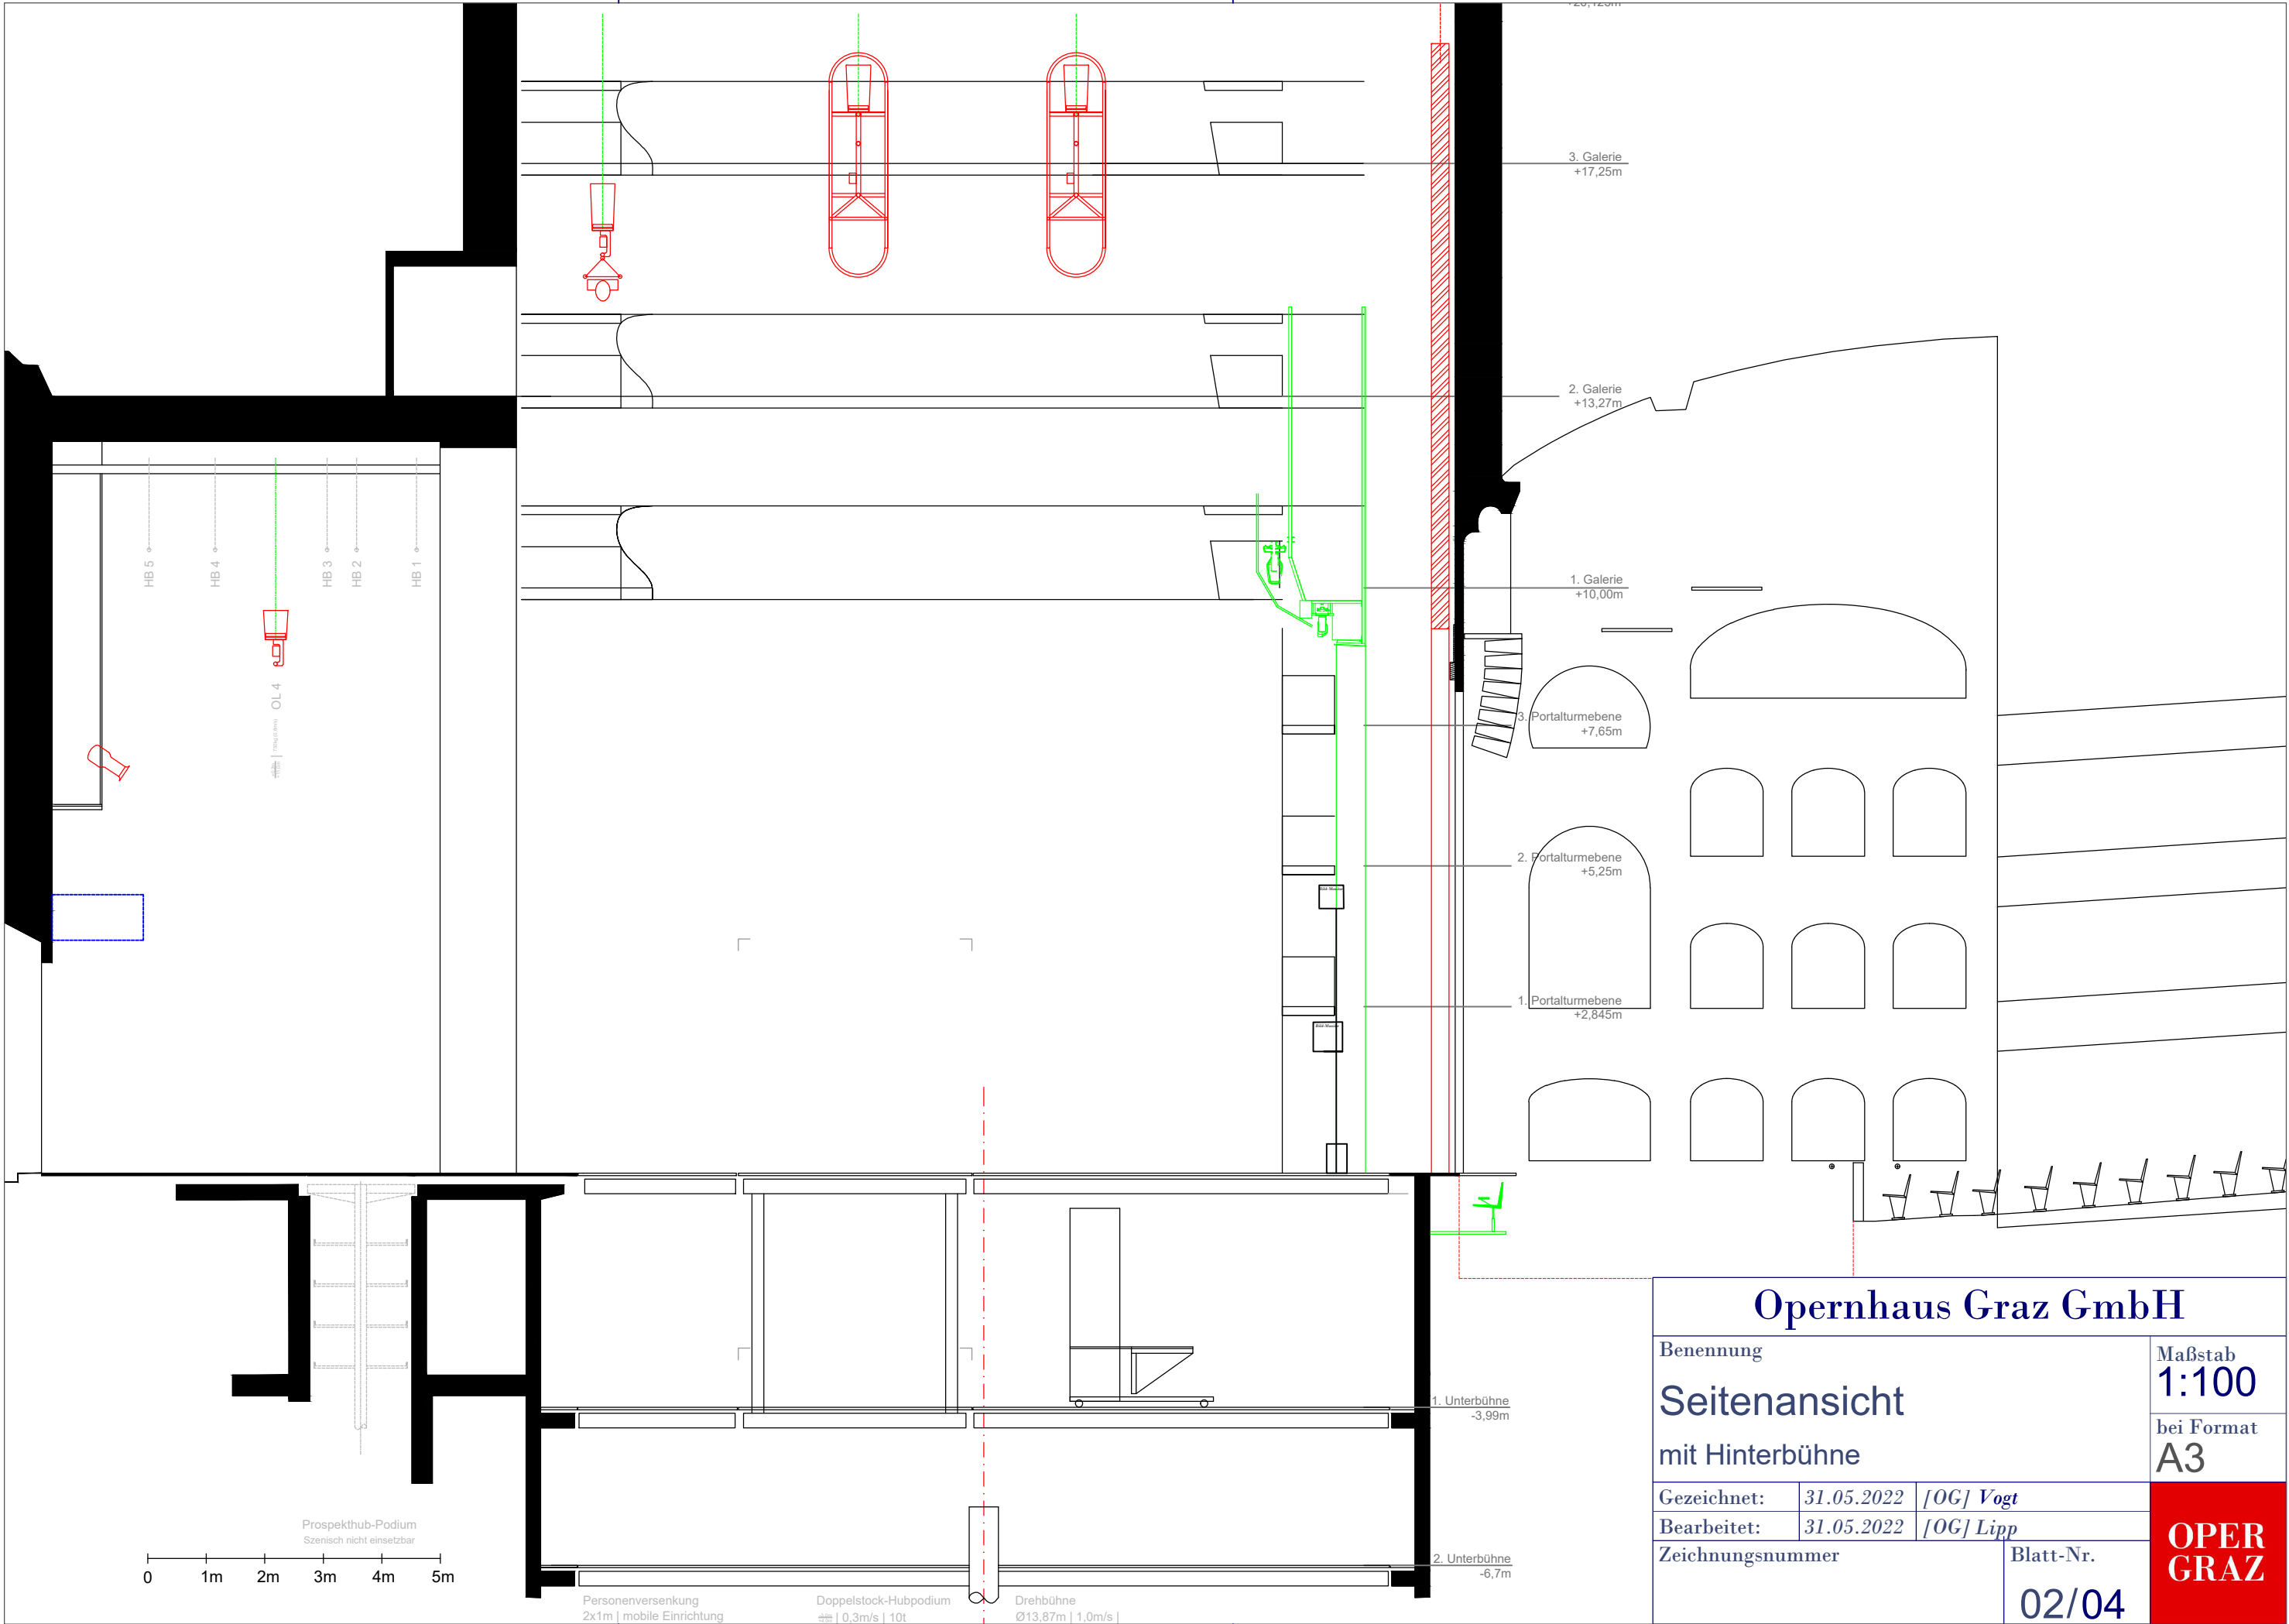 3. Galerie
+17,25m
2. Galerie
+13,27m
1. Galerie
+10,00m
HB 5
HB 4
HB 3
HB 2
HB 1
OL 4
3. Portalturmebene
+7,65m
2. Portalturmebene
+5,25m
1. Portalturmebene
+2,845m
1. Unterbühne
-3,99m
2. Unterbühne
-6,7m
Prospekthub-Podium
Szenisch nicht einsetzbar
0 1m 2m 3m 4m 5m
Personenversenkung
2x1m | mobile Einrichtung
Doppelstock-Hubpodium
| 0,3m/s | 10t
Drehbühne
Ø13,87m | 1,0m/s |
Opernhaus Graz GmbH
Benennung
Seitenansicht
mit Hinterbühne
Maßstab
1:100
bei Format
A3
Gezeichnet: 31.05.2022 [OG] Vogt
Bearbeitet: 31.05.2022 [OG] Lipp
Zeichnungsnummer
Blatt-Nr.
02/04
OPER
GRAZ